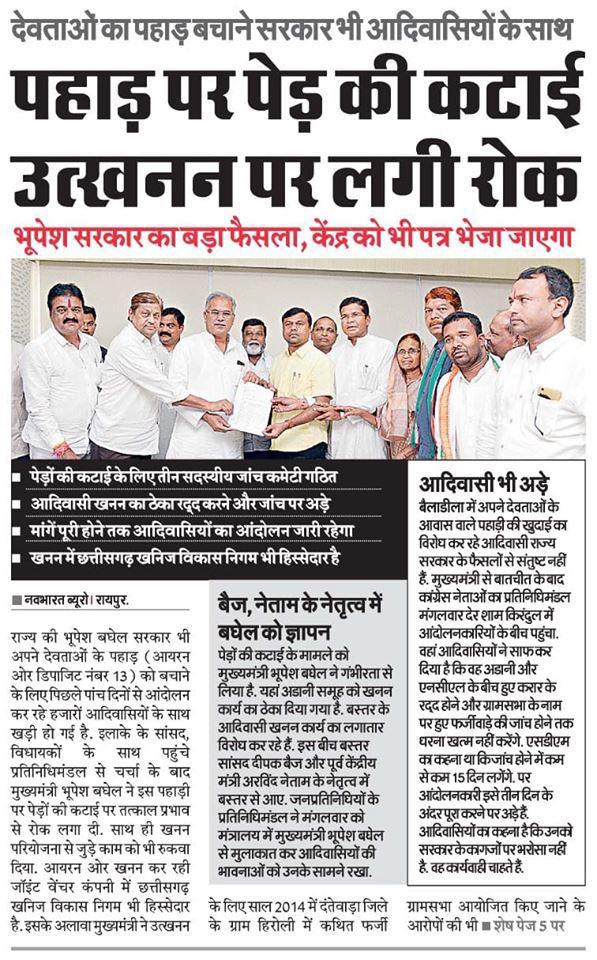 देवताओं का पहाड़ बचाने सरकार भी आदिवासियों के साथ
पहाड़ पर पेड़ की कटाई
उत्खनन पर लगी रोक
भूपेश सरकार का बड़ा फैसला, केंद्र को भी पत्र भेजा जाएगा
■ पेड़ों की कटाई के लिए तीन सदस्यीय जांच कमेटी गठित
■ आदिवासी खनन का ठेका रद्द करने और जांच पर अड़े
■ मांगें पूरी होने तक आदिवासियों का आंदोलन जारी रहेगा
■ खनन में छत्तीसगढ़ खनिज विकास निगम भी हिस्सेदार है
■ नवभारत ब्यूरो। रायपुर.
राज्य की भूपेश बघेल सरकार भी
अपने देवताओं के पहाड़ (आयरन
ओर डिपाजिट नंबर 13) को बचाने
के लिए पिछले पांच दिनों से आंदोलन
कर रहे हजारों आदिवासियों के साथ
खड़ी हो गई है. इलाके के सांसद,
विधायकों के साथ पहुंचे
प्रतिनिधिमंडल से चर्चा के बाद
मुख्यमंत्री भूपेश बघेल ने इस पहाड़ी
पर पेड़ों की कटाई पर तत्काल प्रभाव
से रोक लगा दी. साथ ही खनन
परियोजना से जुड़े काम को भी रुकवा
दिया. आयरन ओर खनन कर रही
जॉइंट वेंचर कंपनी में छत्तीसगढ़
खनिज विकास निगम भी हिस्सेदार
है. इसके अलावा मुख्यमंत्री ने उत्खनन
बैज, नेताम के नेतृत्व में
बघेल को ज्ञापन
पेड़ों की कटाई के मामले को
मुख्यमंत्री भूपेश बघेल ने गंभीरता से
लिया है. यहां अडानी समूह को खनन
कार्य का ठेका दिया गया है. बस्तर के
आदिवासी खनन कार्य का लगातार
विरोध कर रहे हैं. इस बीच बस्तर
सांसद दीपक बैज और पूर्व केंद्रीय
मंत्री अरविंद नेताम के नेतृत्व में
बस्तर से आए. जनप्रतिनिधियों के
प्रतिनिधिमंडल ने मंगलवार को
मंत्रालय में मुख्यमंत्री भूपेश बघेल
से मुलाकात कर आदिवासियों की
भावनाओं को उनके सामने रखा.
के लिए साल 2014 में दंतेवाड़ा जिले
के ग्राम हिरोली में कथित फर्जी
आदिवासी भी अड़े
बैलाडीला में अपने देवताओं के
आवास वाले पहाड़ी की खुदाई का
विरोध कर रहे आदिवासी राज्य
सरकार के फैसलों से संतुष्ट नहीं
हैं. मुख्यमंत्री से बातचीत के बाद
कांग्रेस नेताओं का प्रतिनिधिमंडल
मंगलवार देर शाम किरंदुल में
आंदोलनकारियों के बीच पहुंचा.
वहां आदिवासियों ने साफ कर
दिया है कि वह अडानी और
एनसीएल के बीच हुए करार के
रद्द होने और ग्रामसभा के नाम
पर हुए फर्जीवाड़े की जांच होने तक
धरना खत्म नहीं करेंगे. एसडीएम
का कहना था कि जांच होने में कम
से कम 15 दिन लगेंगे. पर
आंदोलनकारी इसे तीन दिन के
अंदर पूरा करने पर अड़े हैं.
आदिवासियों का कहना है कि उनको
सरकार के कागजों पर भरोसा नहीं
है. वह कार्यवाही चाहते हैं.
ग्रामसभा आयोजित किए जाने के
आरोपों की भी ■ शेष पेज 5 पर